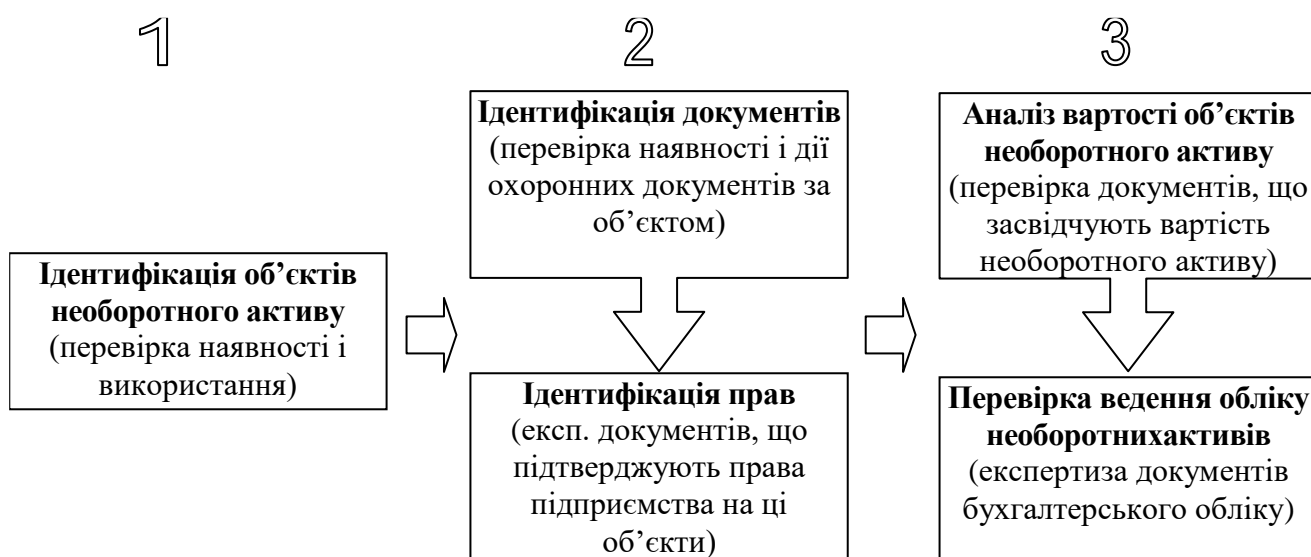 1
2
3
Ідентифікація об’єктів
необоротного активу
(перевірка наявності і
використання)
Ідентифікація документів
(перевірка наявності і дії
охоронних документів за
об’єктом)
Ідентифікація прав
(експ. документів, що
підтверджують права
підприємства на ці
об’єкти)
Аналіз вартості об’єктів
необоротного активу
(перевірка документів, що
засвідчують вартість
необоротного активу)
Перевірка ведення обліку
необоротнихактивів
(експертиза документів
бухгалтерського обліку)